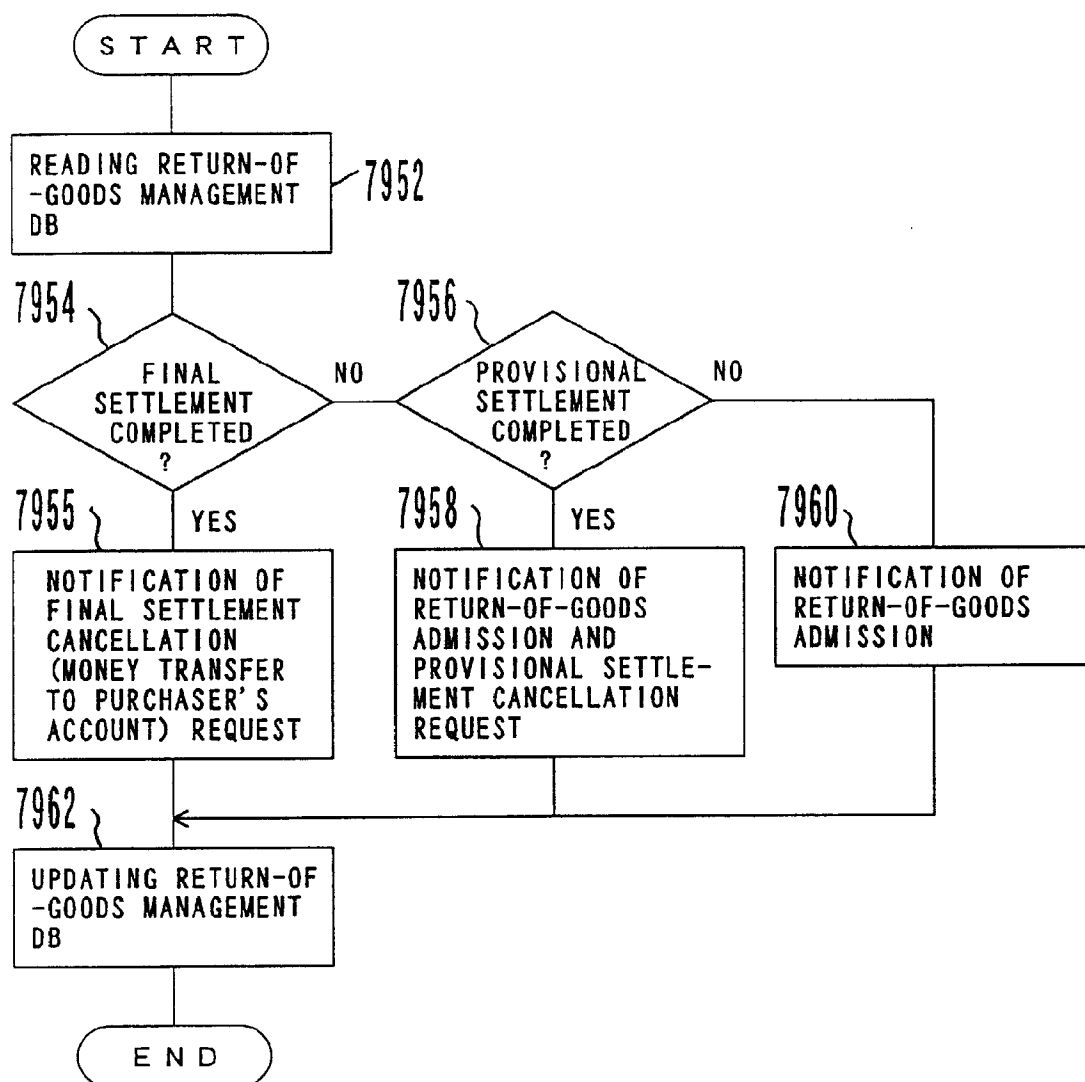 START
READING RETURN-OF
-GOODS MANAGEMENT
DB
7952
7954
FINAL
SETTLEMENT
COMPLETED
?
NO
YES
7956
PROVISIONAL
SETTLEMENT
COMPLETED
?
NO
YES
7955
NOTIFICATION OF
FINAL SETTLEMENT
CANCELLATION
(MONEY TRANSFER
TO PURCHASER'S
ACCOUNT) REQUEST
7958
NOTIFICATION OF
RETURN-OF-GOODS
ADMISSION AND
PROVISIONAL SETTLE-
MENT CANCELLATION
REQUEST
7960
NOTIFICATION OF
RETURN-OF-GOODS
ADMISSION
7962
UPDATING RETURN-OF
-GOODS MANAGEMENT
DB
END